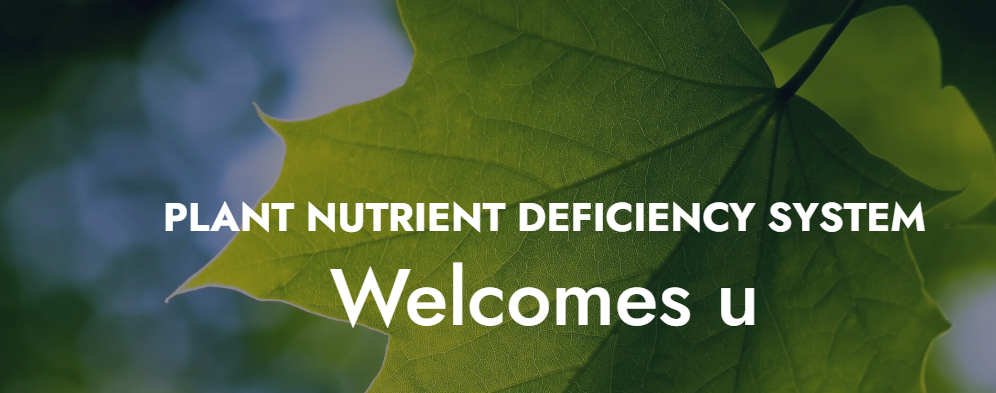 PLANT NUTRIENT DEFICIENCY SYSTEM
Welcomes u